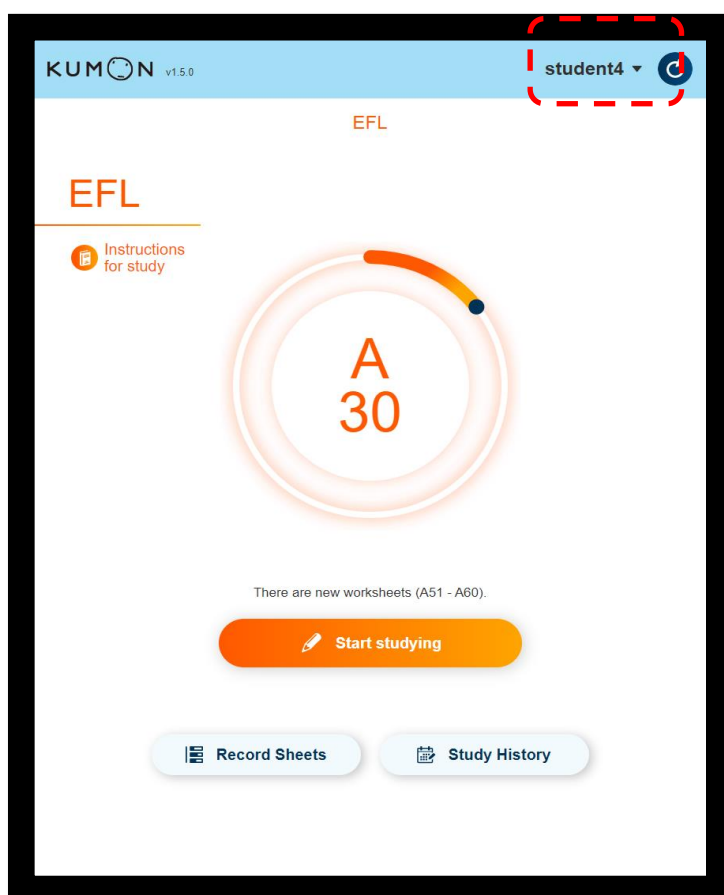 KUMON v1.5.0
student4
EFL
EFL
Instructions
for study
A
30
There are new worksheets (A51 - A60).
Start studying
Record Sheets
Study History